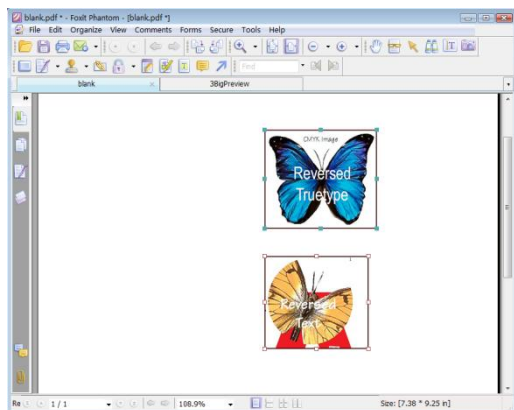 blank.pdf * - Foxit Phantom - [blank.pdf *]
File Edit Organize View Comments Forms Secure Tools Help
Find
blank
3BigPreview
CMYK Image
Reversed
Truetype
Reversed
Text
Re
1 / 1
108.9%
Size: [7.38 * 9.25 in]